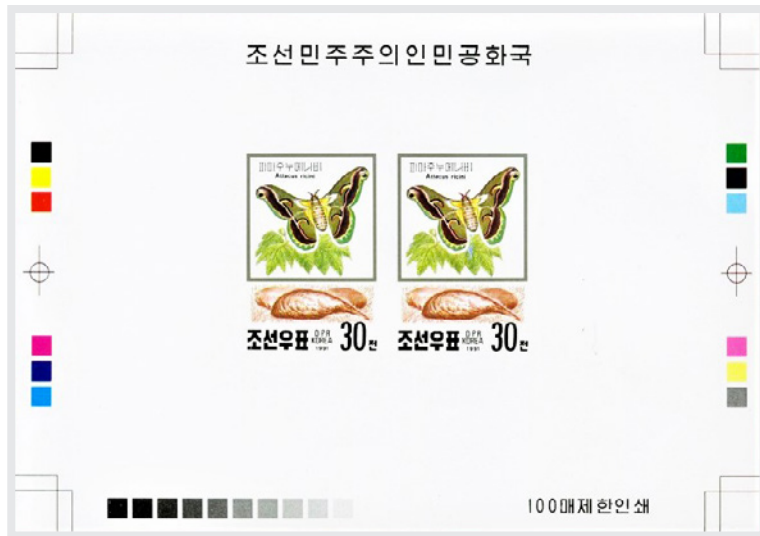 조선민주주의인민공화국
피마주누에나비 피마주누에나비
Attacus ricini Attacus ricini
조선우표 D.P.R. KOREA 1991 30전 조선우표 D.P.R. KOREA 1991 30전
100매제한인쇄